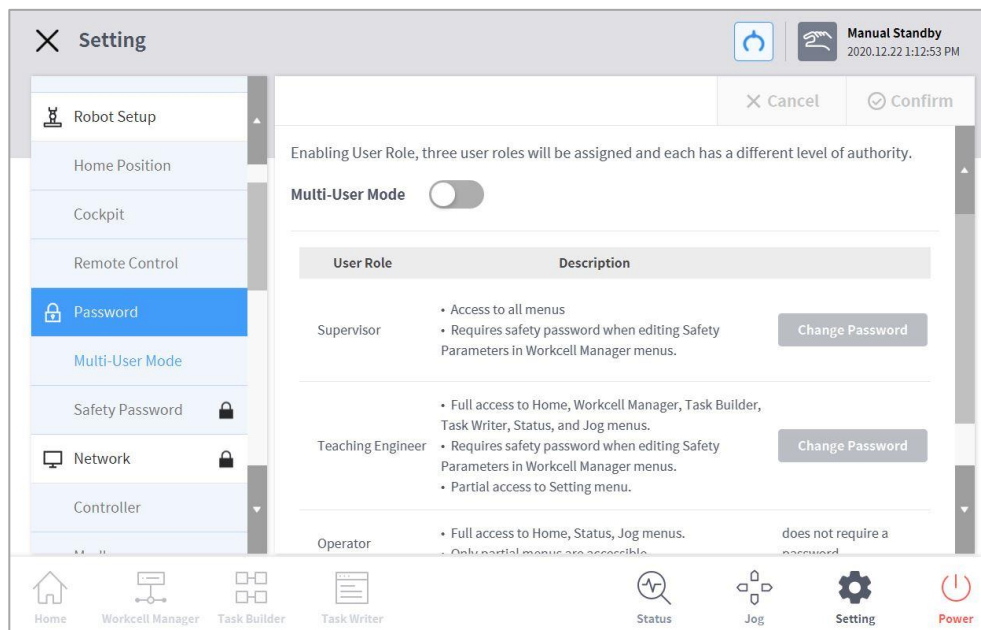 Setting
Manual Standby
2020.12.22 1:12:53 PM
Robot Setup
Home Position
Cockpit
Remote Control
Password
Multi-User Mode
Safety Password
Network
Controller
Cancel
Confirm
Enabling User Role, three user roles will be assigned and each has a different level of authority.
Multi-User Mode
User Role Description
Supervisor
• Access to all menus
• Requires safety password when editing Safety
Parameters in Workcell Manager menus.
Change Password
Teaching Engineer
• Full access to Home, Workcell Manager, Task Builder,
Task Writer, Status, and Jog menus.
• Requires safety password when editing Safety
Parameters in Workcell Manager menus.
• Partial access to Setting menu.
Change Password
Operator
• Full access to Home, Status, Jog menus.
• Only partial menus are accessible
does not require a
password
Home Workcell Manager Task Builder Task Writer Status Jog Setting Power